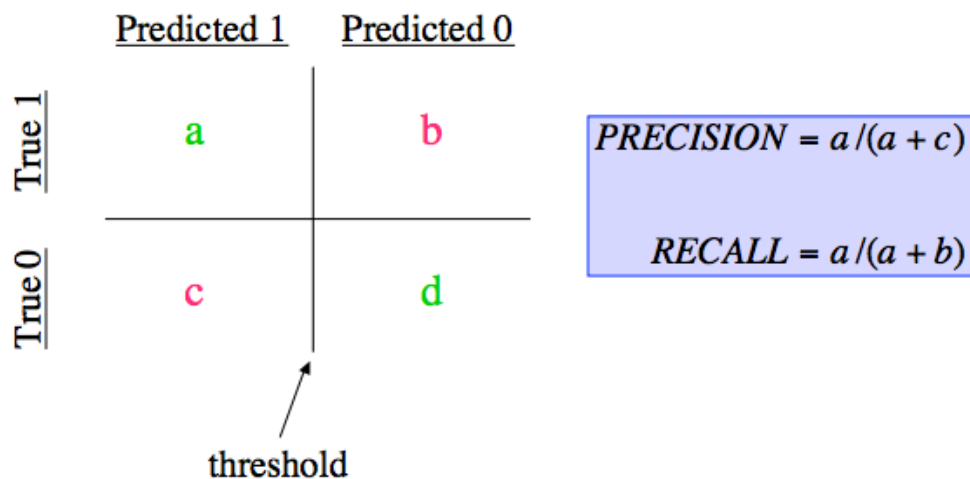 Predicted 1 Predicted 0
True 1
a b
PRECISION = a/(a + c)
RECALL = a/(a + b)
True 0
c d
threshold